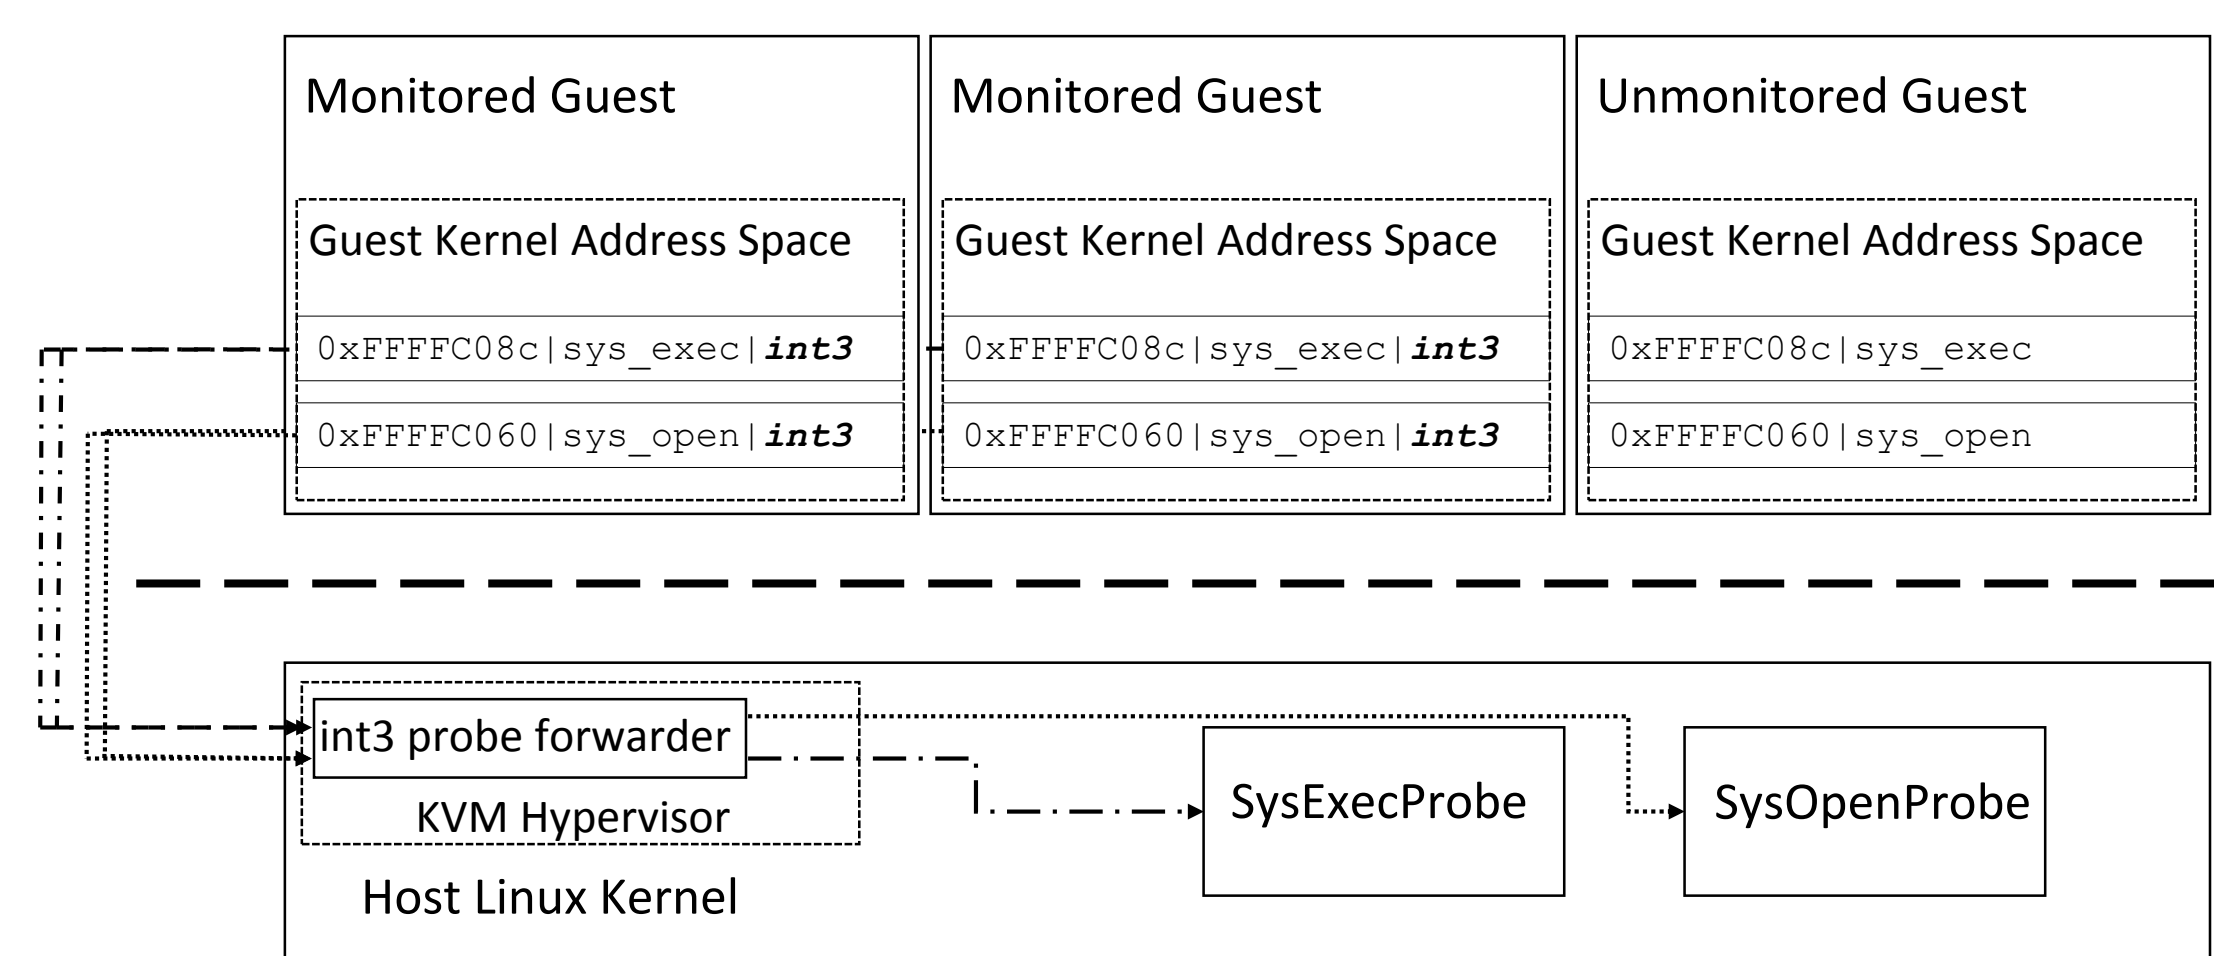 Monitored Guest
Monitored Guest
Unmonitored Guest
Guest Kernel Address Space
Guest Kernel Address Space
Guest Kernel Address Space
0xFFFFC08c|sys_exec|int3
0xFFFFC08c|sys_exec|int3
0xFFFFC08c|sys_exec
0xFFFFC060|sys_open|int3
0xFFFFC060|sys_open|int3
0xFFFFC060|sys_open
int3 probe forwarder
KVM Hypervisor
SysExecProbe
SysOpenProbe
Host Linux Kernel